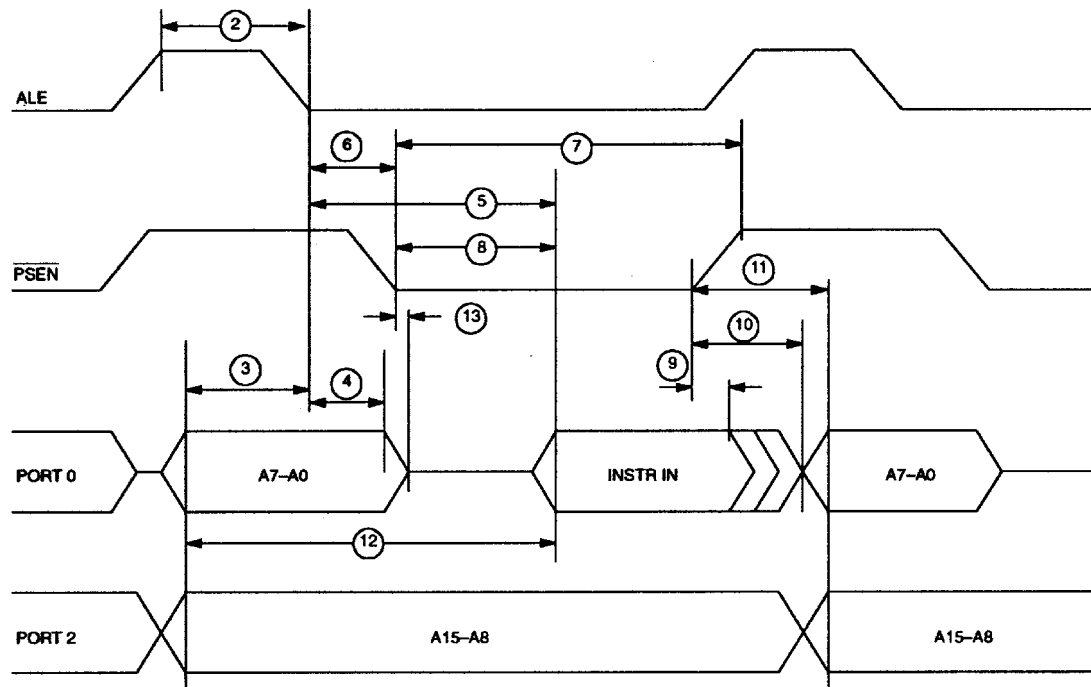 2
ALE
6
7
5
PSEN
8
11
13
10
3
4
9
PORT 0
A7–A0
INSTR IN
A7–A0
12
PORT 2
A15–A8
A15–A8